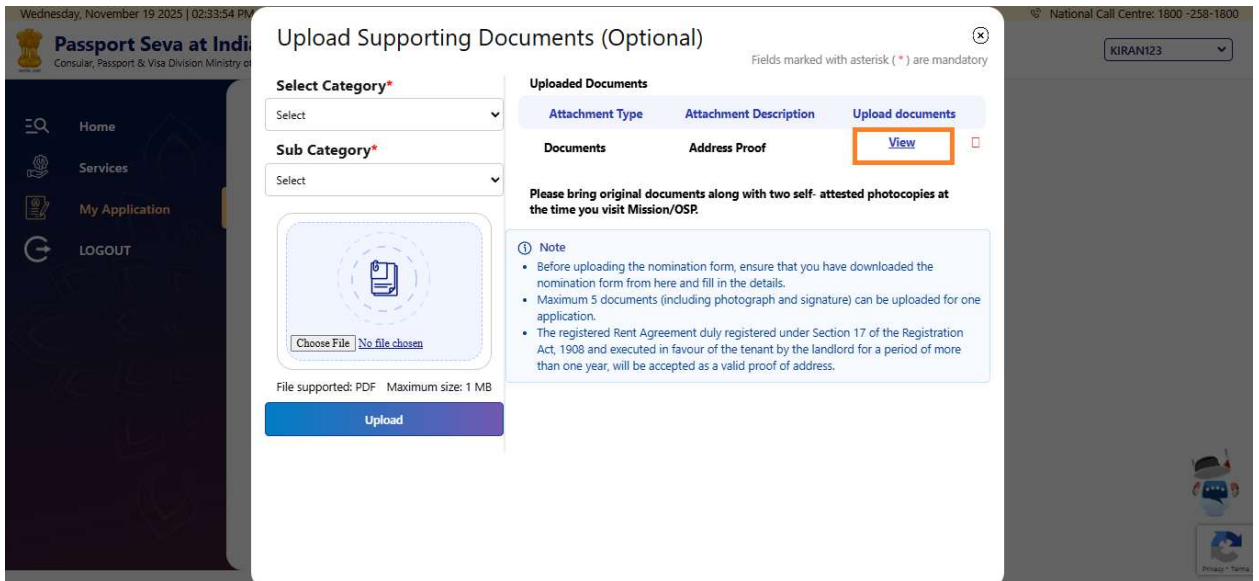 Wednesday, November 19 2025 | 02:33:54 PM
National Call Centre: 1800 -258-1800
Passport Seva at Indi
Consular, Passport & Visa Division Ministry of
KIRAN123
Home
Services
My Application
LOGOUT
Upload Supporting Documents (Optional)
Fields marked with asterisk ( * ) are mandatory
Select Category*
Select
Sub Category*
Select
Choose File No file chosen
File supported: PDF Maximum size: 1 MB
Upload
Uploaded Documents
Attachment Type Attachment Description Upload documents
Documents Address Proof View
Please bring original documents along with two self- attested photocopies at
the time you visit Mission/OSP.
Note
• Before uploading the nomination form, ensure that you have downloaded the
nomination form from here and fill in the details.
• Maximum 5 documents (including photograph and signature) can be uploaded for one
application.
• The registered Rent Agreement duly registered under Section 17 of the Registration
Act, 1908 and executed in favour of the tenant by the landlord for a period of more
than one year, will be accepted as a valid proof of address.
Privacy • Terms